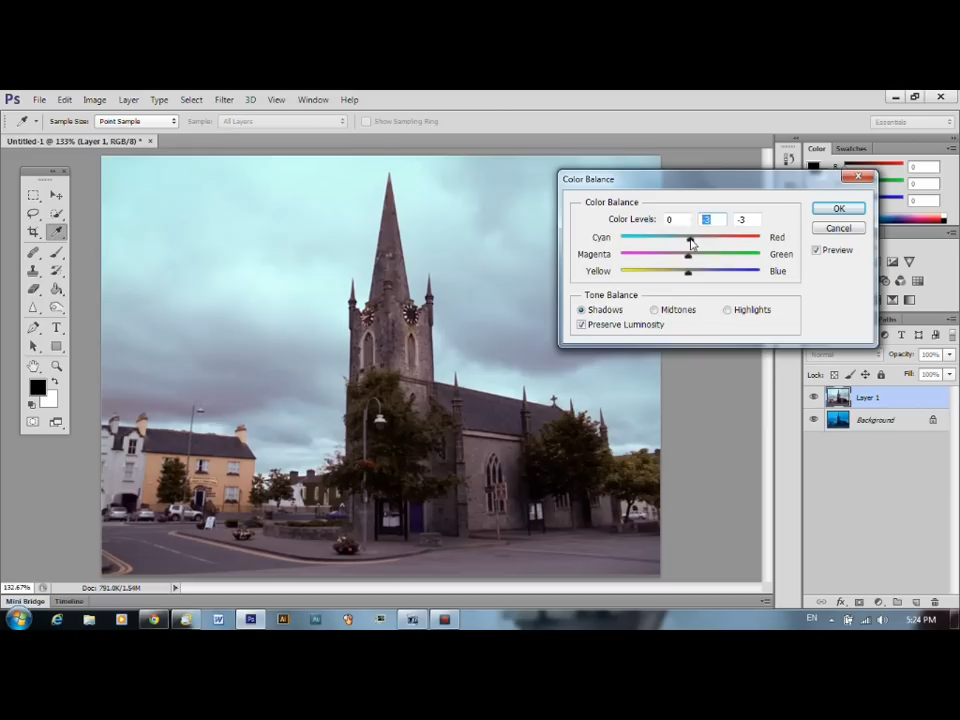 Ps File Edit Image Layer Type Select Filter 3D View Window Help
Sample Size: Point Sample Sample: All Layers Show Sampling Ring Essentials
Untitled-1 @ 133% (Layer 1, RGB/8) * ×
Color Swatches
0
0
0
Color Balance
Color Balance
Color Levels: 0 -3 -3
Cyan Red
Magenta Green
Yellow Blue
Tone Balance
Shadows Midtones Highlights
Preserve Luminosity
OK
Cancel
Preview
Paths
Normal Opacity: 100%
Lock: Fill: 100%
Layer 1
Background
fx
132.67% Doc: 791.0K/1.54M
Mini Bridge Timeline
W Ps Ai EN 5:24 PM